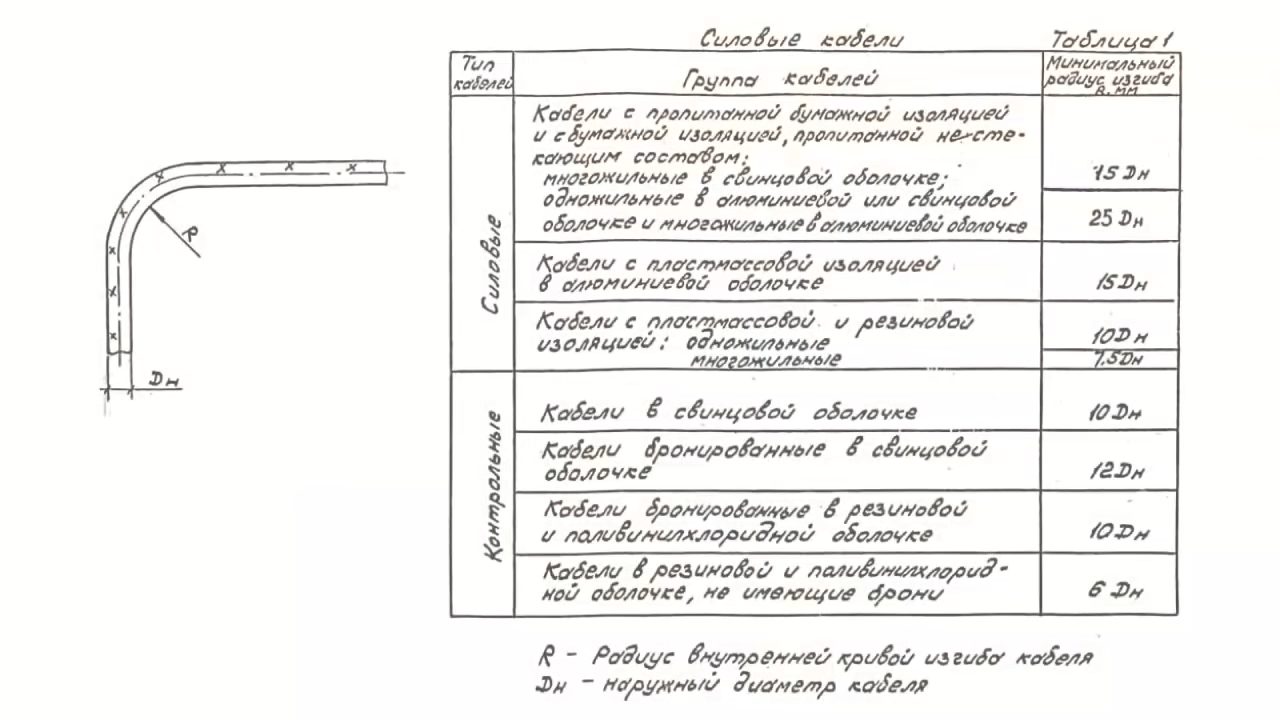 Силовые кабели Таблица 1
Тип кабелей
Группа кабелей
Минимальный
радиус изгиба
R, мм
Силовые
Кабели с пропитанной бумажной изоляцией
и с бумажной изоляцией, пропитанной не сте-
кающим составом:
многожильные в свинцовой оболочке;
15 Dн
одножильные в алюминиевой или свинцовой
оболочке и многожильные в алюминиевой оболочке
25 Dн
Кабели с пластмассовой изоляцией
в алюминиевой оболочке
15 Dн
Кабели с пластмассовой и резиновой
изоляцией: одножильные
10 Dн
многожильные
7.5 Dн
Контрольные
Кабели в свинцовой оболочке
10 Dн
Кабели бронированные в свинцовой
оболочке
12 Dн
Кабели бронированные в резиновой
и поливинилхлоридной оболочке
10 Dн
Кабели в резиновой и поливинилхлорид-
ной оболочке, не имеющие брони
6 Dн
R
Dн
R - Радиус внутренней кривой изгиба кабеля
Dн - наружный диаметр кабеля